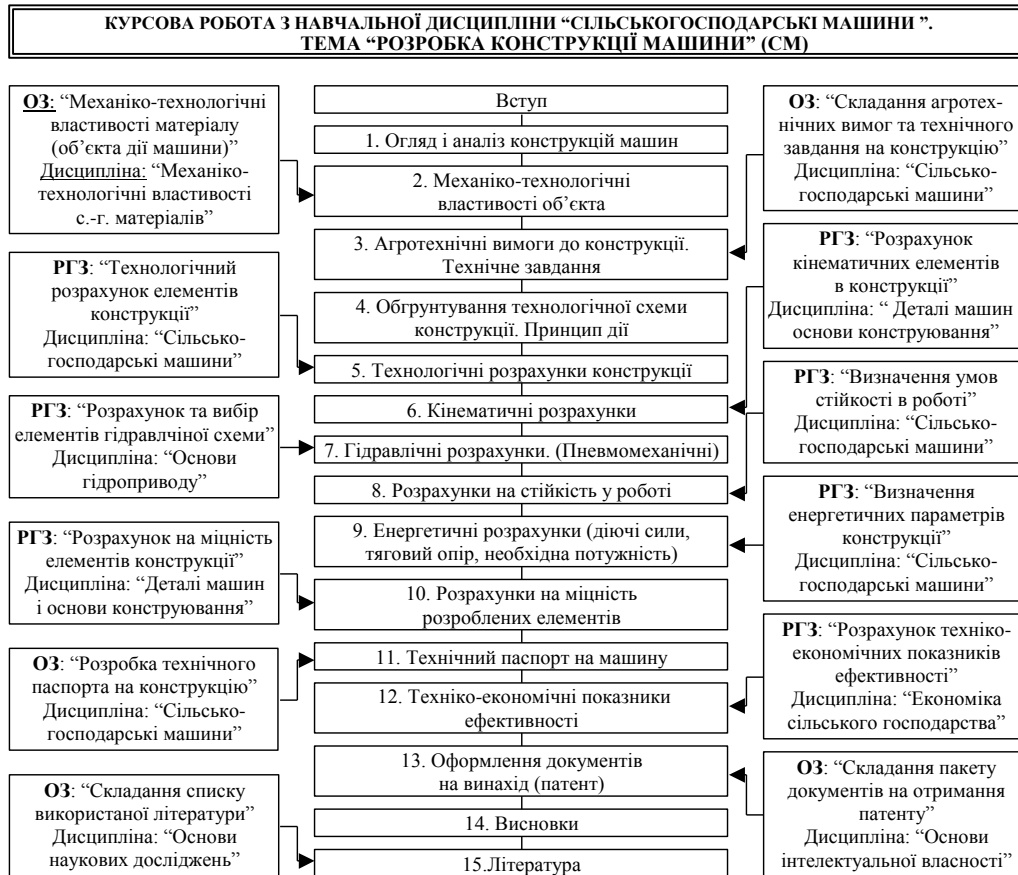 КУРСОВА РОБОТА З НАВЧАЛЬНОЇ ДИСЦИПЛІНИ “СІЛЬСЬКОГОСПОДАРСЬКІ МАШИНИ ”.
ТЕМА “РОЗРОБКА КОНСТРУКЦІЇ МАШИНИ” (СМ)
ОЗ: “Механіко-технологічні
властивості матеріалу
(об’єкта дії машини)”
Дисципліна: “Механіко-
технологічні властивості
с.-г. матеріалів”
РГЗ: “Технологічний
розрахунок елементів
конструкції”
Дисципліна: “Сільсько-
господарські машини”
РГЗ: “Розрахунок та вибір
елементів гідравлчіної схеми”
Дисципліна: “Основи
гідроприводу”
РГЗ: “Розрахунок на міцність
елементів конструкції”
Дисципліна: “Деталі машин
і основи конструювання”
ОЗ: “Розробка технічного
паспорта на конструкцію”
Дисципліна: “Сільсько-
господарські машини”
ОЗ: “Складання списку
використаної літератури”
Дисципліна: “Основи
наукових досліджень”
Вступ
1. Огляд і аналіз конструкцій машин
2. Механіко-технологічні
властивості об’єкта
3. Агротехнічні вимоги до конструкції.
Технічне завдання
4. Обгрунтування технологічної схеми
конструкції. Принцип дії
5. Технологічні розрахунки конструкції
6. Кінематичні розрахунки
7. Гідравлічні розрахунки. (Пневмомеханічні)
8. Розрахунки на стійкість у роботі
9. Енергетичні розрахунки (діючі сили,
тяговий опір, необхідна потужність)
10. Розрахунки на міцність
розроблених елементів
11. Технічний паспорт на машину
12. Техніко-економічні показники
ефективності
13. Оформлення документів
на винахід (патент)
14. Висновки
15.Література
ОЗ: “Складання агротех-
нічних вимог та технічного
завдання на конструкцію”
Дисципліна: “Сільсько-
господарські машини”
РГЗ: “Розрахунок
кінематичних елементів
в конструкції”
Дисципліна: “ Деталі машин
основи конструювання”
РГЗ: “Визначення умов
стійкості в роботі”
Дисципліна: “Сільсько-
господарські машини”
РГЗ: “Визначення
енергетичних параметрів
конструкції”
Дисципліна: “Сільсько-
господарські машини”
РГЗ: “Розрахунок техніко-
економічних показників
ефективності”
Дисципліна: “Економіка
сільського господарства”
ОЗ: “Складання пакету
документів на отримання
патенту”
Дисципліна: “Основи
інтелектуальної власності”